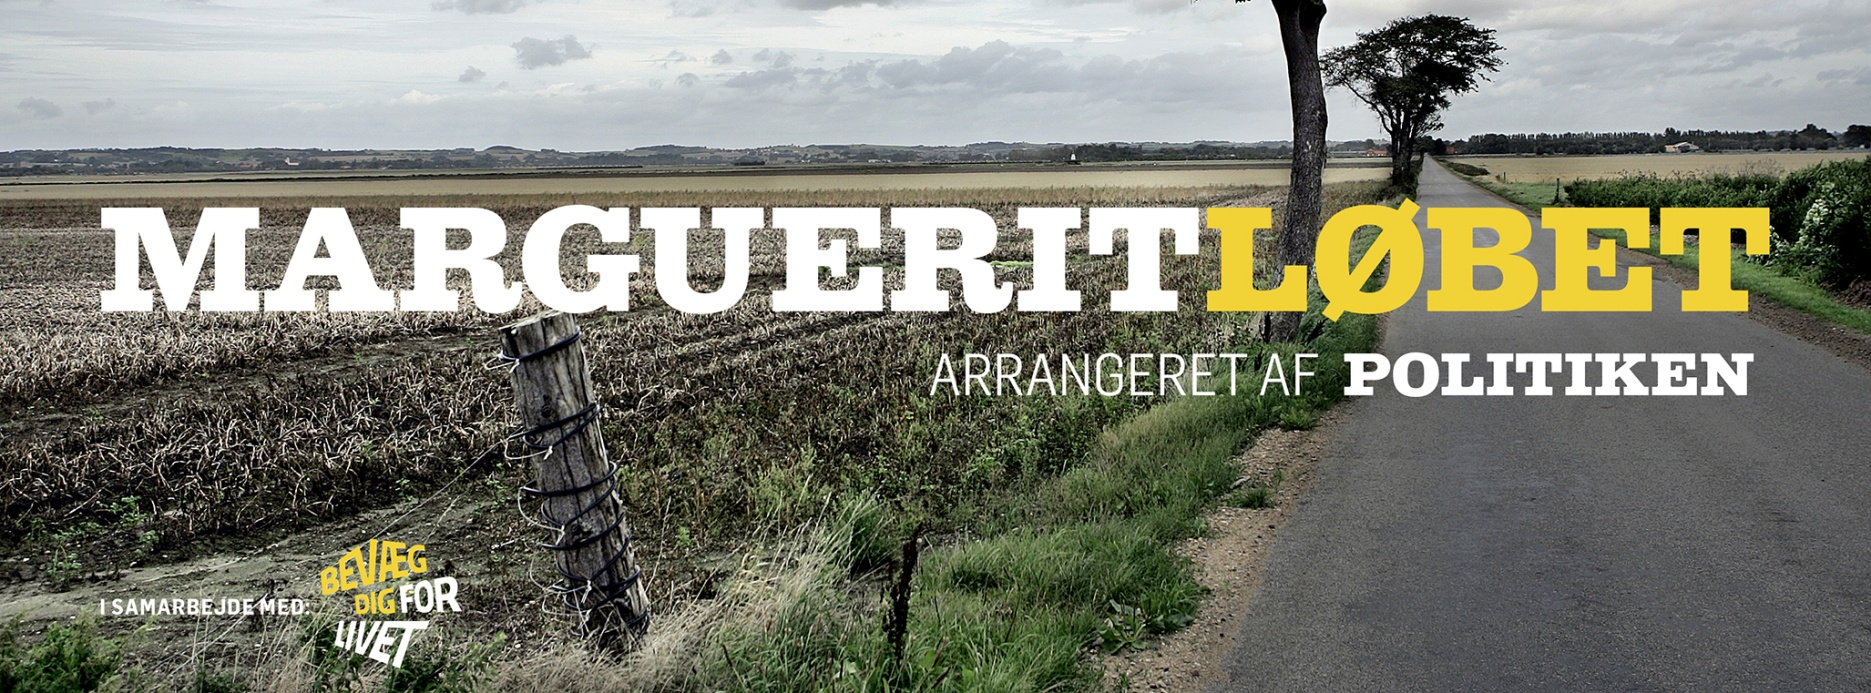 MARGUERITLØBET
ARRANGERET AF POLITIKEN
I SAMARBEJDE MED:
BEVÆG
DIG FOR
LIVET